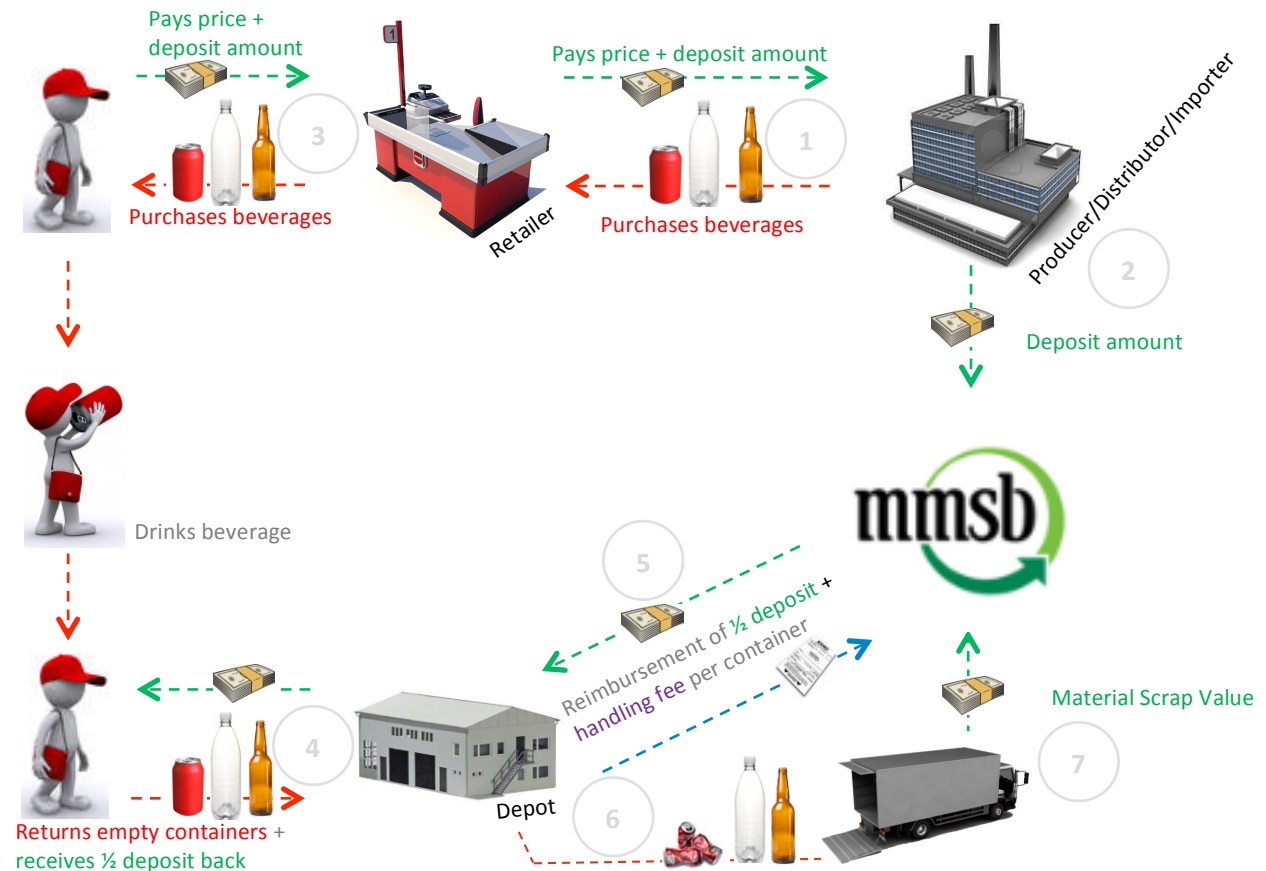 Pays price +
deposit amount
3
1
Retailer
Purchases beverages
Pays price + deposit amount
1
Purchases beverages
Producer/Distributor/Importer
2
Deposit amount
mmsb
Drinks beverage
5
Reimbursement of ½ deposit +
handling fee per container
4
Returns empty containers +
receives ½ deposit back
Depot
6
Material Scrap Value
7